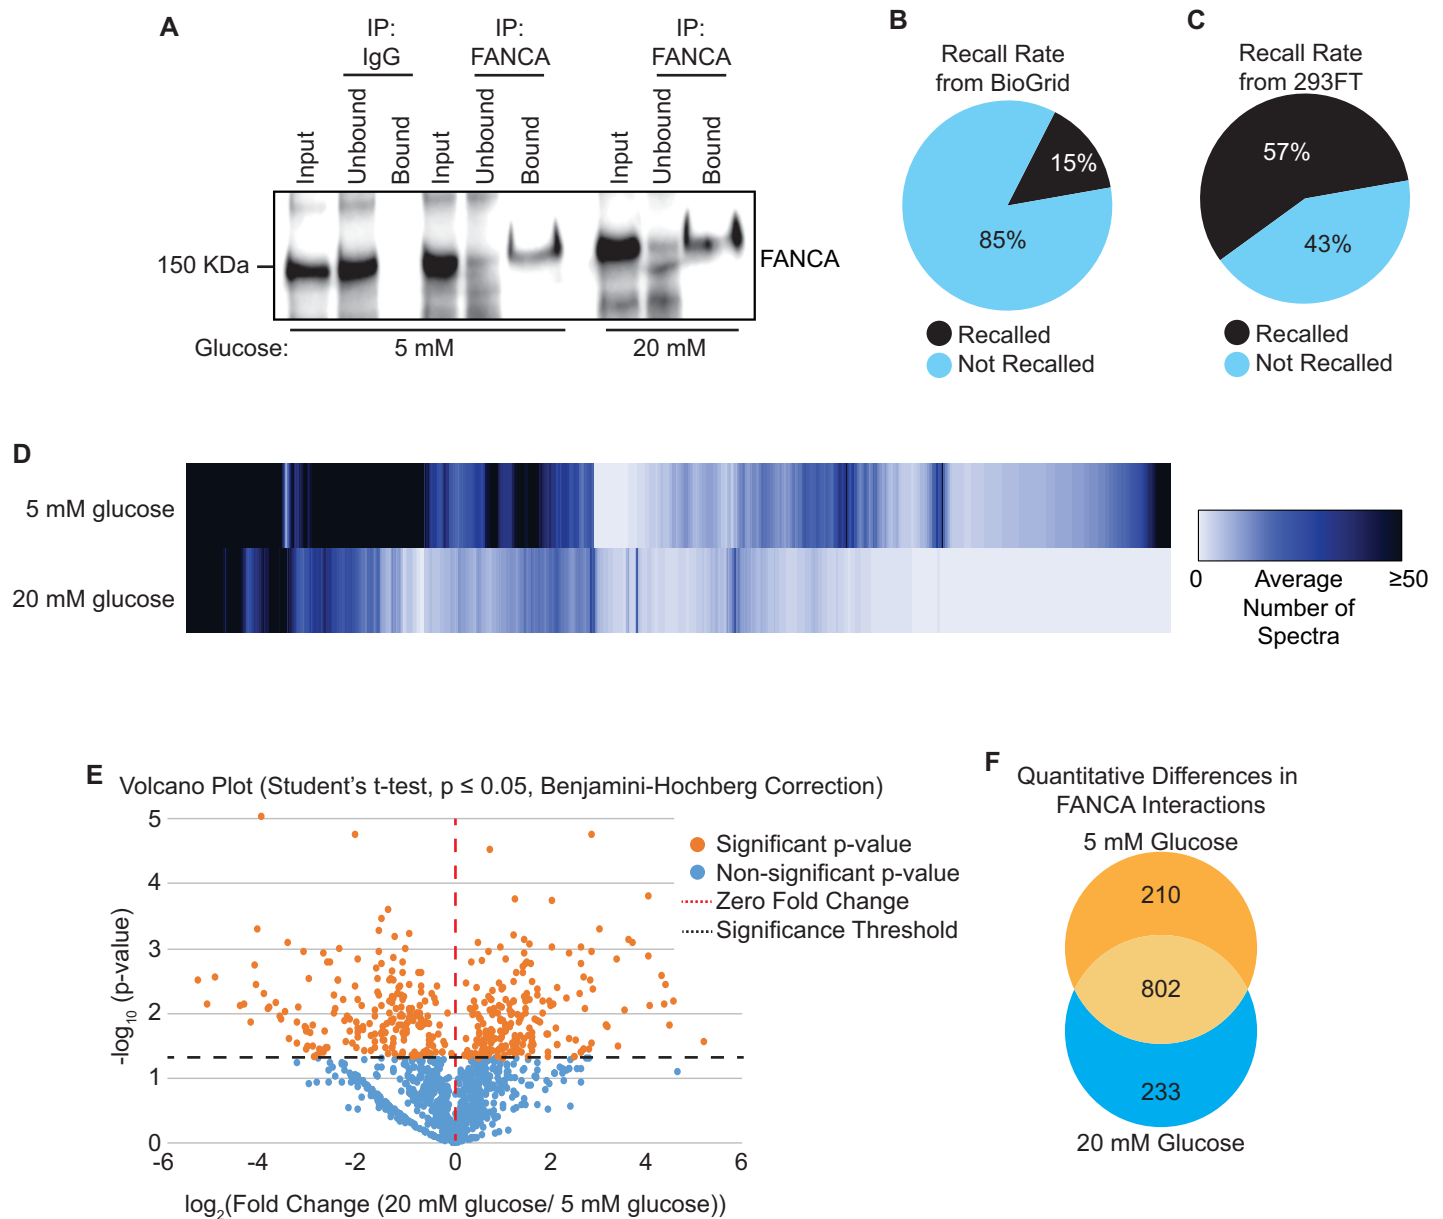 A
IP:
IgG
IP:
FANCA
IP:
FANCA
Input
Unbound
Bound
Input
Unbound
Bound
Input
Unbound
Bound
150 KDa
FANCA
Glucose:
5 mM
20 mM
B
Recall Rate
from BioGrid
15%
85%
Recalled
Not Recalled
C
Recall Rate
from 293FT
57%
43%
Recalled
Not Recalled
D
5 mM glucose
20 mM glucose
0
≥50
Average
Number of
Spectra
E
Volcano Plot (Student’s t-test, p ≤ 0.05, Benjamini-Hochberg Correction)
5
4
3
2
1
0
-log10 (p-value)
-6 -4 -2 0 2 4 6
log2(Fold Change (20 mM glucose/ 5 mM glucose))
Significant p-value
Non-significant p-value
Zero Fold Change
Significance Threshold
F
Quantitative Differences in
FANCA Interactions
5 mM Glucose
210
802
233
20 mM Glucose